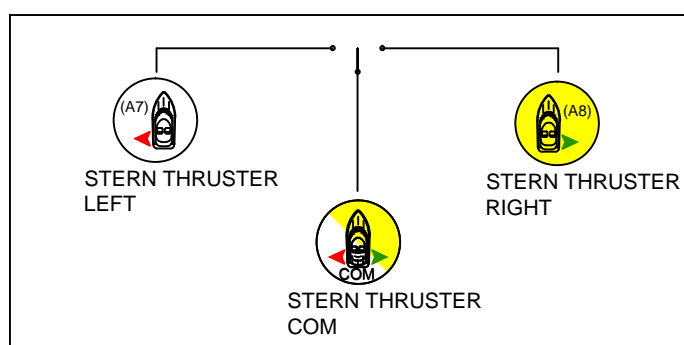 (A7)
STERN THRUSTER
LEFT
(A8)
STERN THRUSTER
RIGHT
COM
STERN THRUSTER
COM